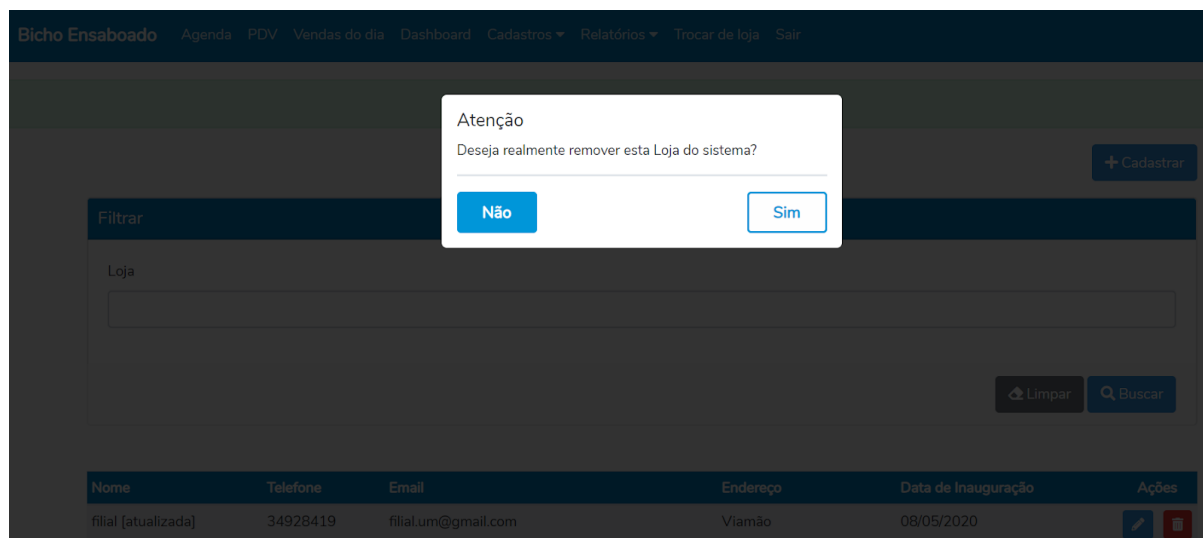 Bicho Ensaboado Agenda PDV Vendas do dia Dashboard Cadastros Relatórios Trocar de loja Sair
Atenção
Deseja realmente remover esta Loja do sistema?
Não Sim
Cadastrar
Filtrar
Loja
Limpar Buscar
Nome Telefone Email Endereço Data de Inauguração Ações
filial [atualizada] 34928419 filial.um@gmail.com Viamão 08/05/2020